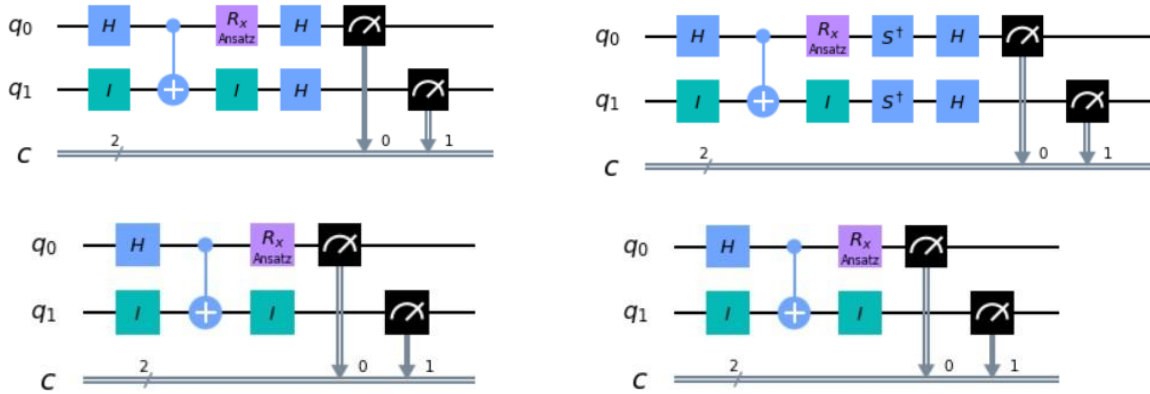 q0 H Rx Ansatz H
q1 I I H
2 0 1
C
q0 H Rx Ansatz S† H
q1 I I S† H
2 0 1
C
q0 H Rx Ansatz
q1 I I
2 0 1
C
q0 H Rx Ansatz
q1 I I
2 0 1
C